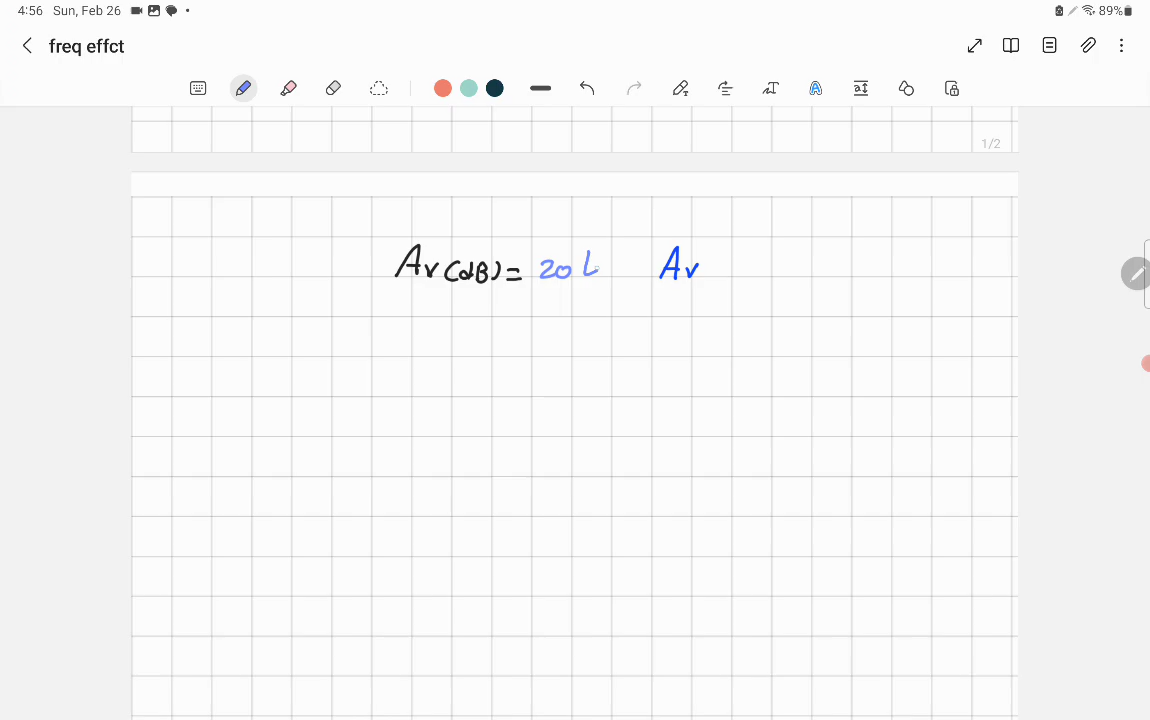 4:56 Sun, Feb 26 89%
freq effct
1/2
Av(dB) = 20 L Av